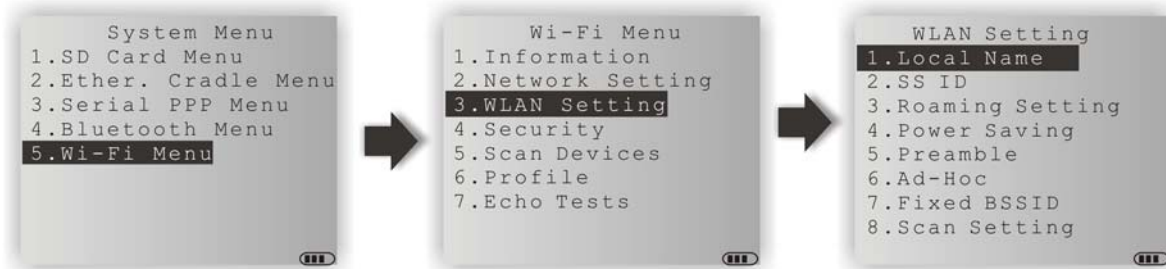 System Menu
1.SD Card Menu
2.Ether. Cradle Menu
3.Serial PPP Menu
4.Bluetooth Menu
5.Wi-Fi Menu
Wi-Fi Menu
1.Information
2.Network Setting
3.WLAN Setting
4.Security
5.Scan Devices
6.Profile
7.Echo Tests
WLAN Setting
1.Local Name
2.SS ID
3.Roaming Setting
4.Power Saving
5.Preamble
6.Ad-Hoc
7.Fixed BSSID
8.Scan Setting